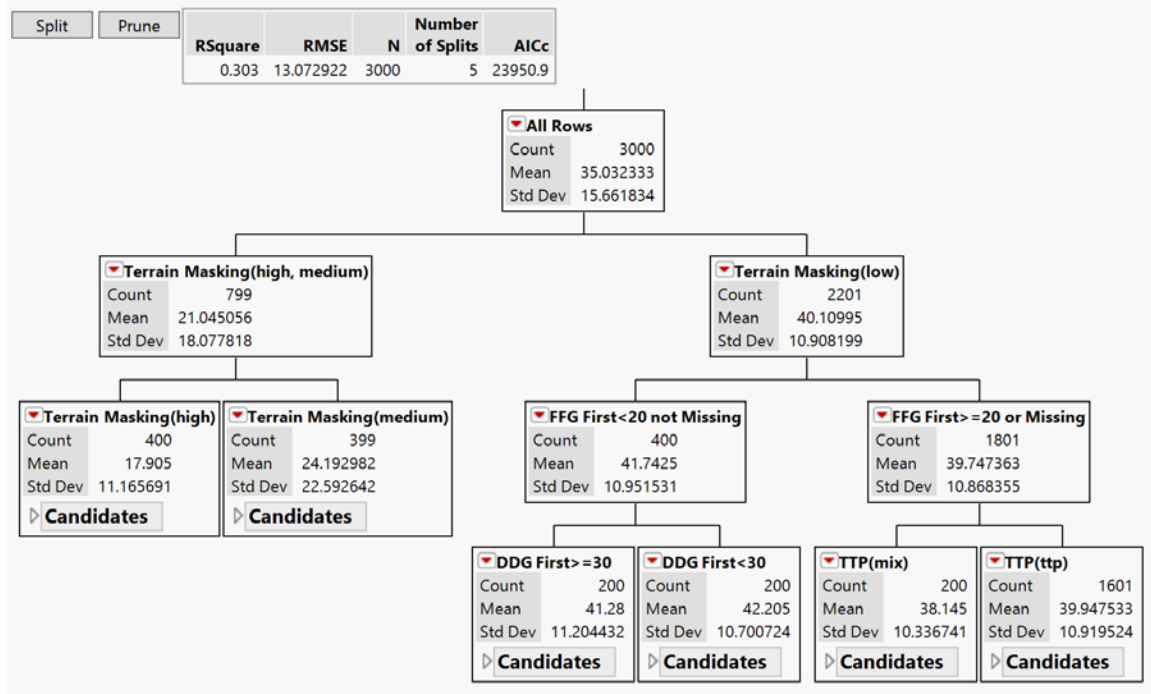 Split Prune
RSquare RMSE N Number of Splits AICc
0.303 13.072922 3000 5 23950.9
All Rows
Count 3000
Mean 35.032333
Std Dev 15.661834
Terrain Masking(high, medium)
Count 799
Mean 21.045056
Std Dev 18.077818
Terrain Masking(low)
Count 2201
Mean 40.10995
Std Dev 10.908199
Terrain Masking(high)
Count 400
Mean 17.905
Std Dev 11.165691
Candidates
Terrain Masking(medium)
Count 399
Mean 24.192982
Std Dev 22.592642
Candidates
FFG First<20 not Missing
Count 400
Mean 41.7425
Std Dev 10.951531
FFG First>=20 or Missing
Count 1801
Mean 39.747363
Std Dev 10.868355
DDG First>=30
Count 200
Mean 41.28
Std Dev 11.204432
Candidates
DDG First<30
Count 200
Mean 42.205
Std Dev 10.700724
Candidates
TTP(mix)
Count 200
Mean 38.145
Std Dev 10.336741
Candidates
TTP(ttp)
Count 1601
Mean 39.947533
Std Dev 10.919524
Candidates